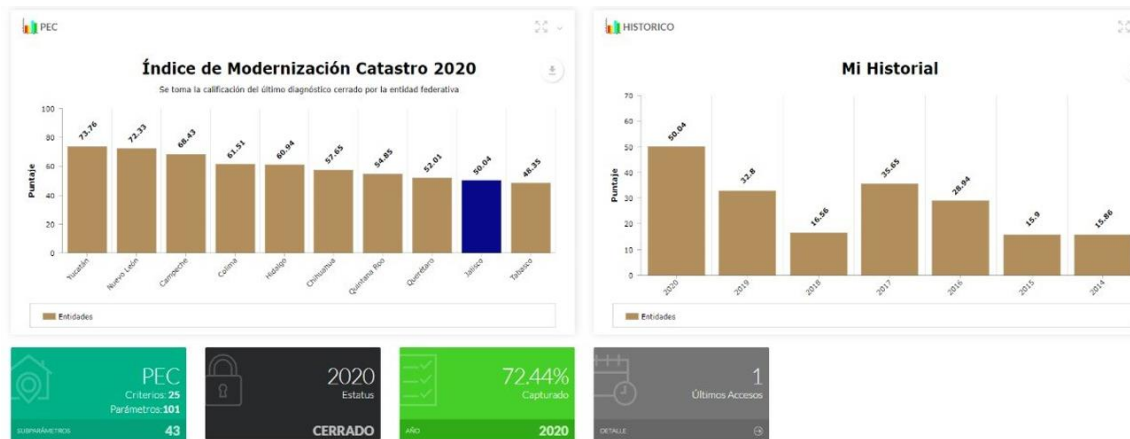 PEC
Índice de Modernización Catastro 2020
Se toma la calificación del último diagnóstico cerrado por la entidad federativa
Puntaje
100
80
60
40
20
0
73.76
72.33
68.43
61.51
60.94
57.65
54.85
52.01
50.04
48.35
Yucatán
Nuevo León
Campeche
Colima
Hidalgo
Chihuahua
Quintana Roo
Querétaro
Jalisco
Tabasco
Entidades
HISTORICO
Mi Historial
Puntaje
70
60
50
40
30
20
10
0
50.04
32.8
16.56
35.65
28.94
15.9
15.86
2020
2019
2018
2017
2016
2015
2014
Entidades
PEC
Criterios: 25
Parámetros:101
SUBPARÁMETROS 43
2020
Estatus
CERRADO
72.44%
Capturado
AÑO 2020
1
Últimos Accesos
DETALLE